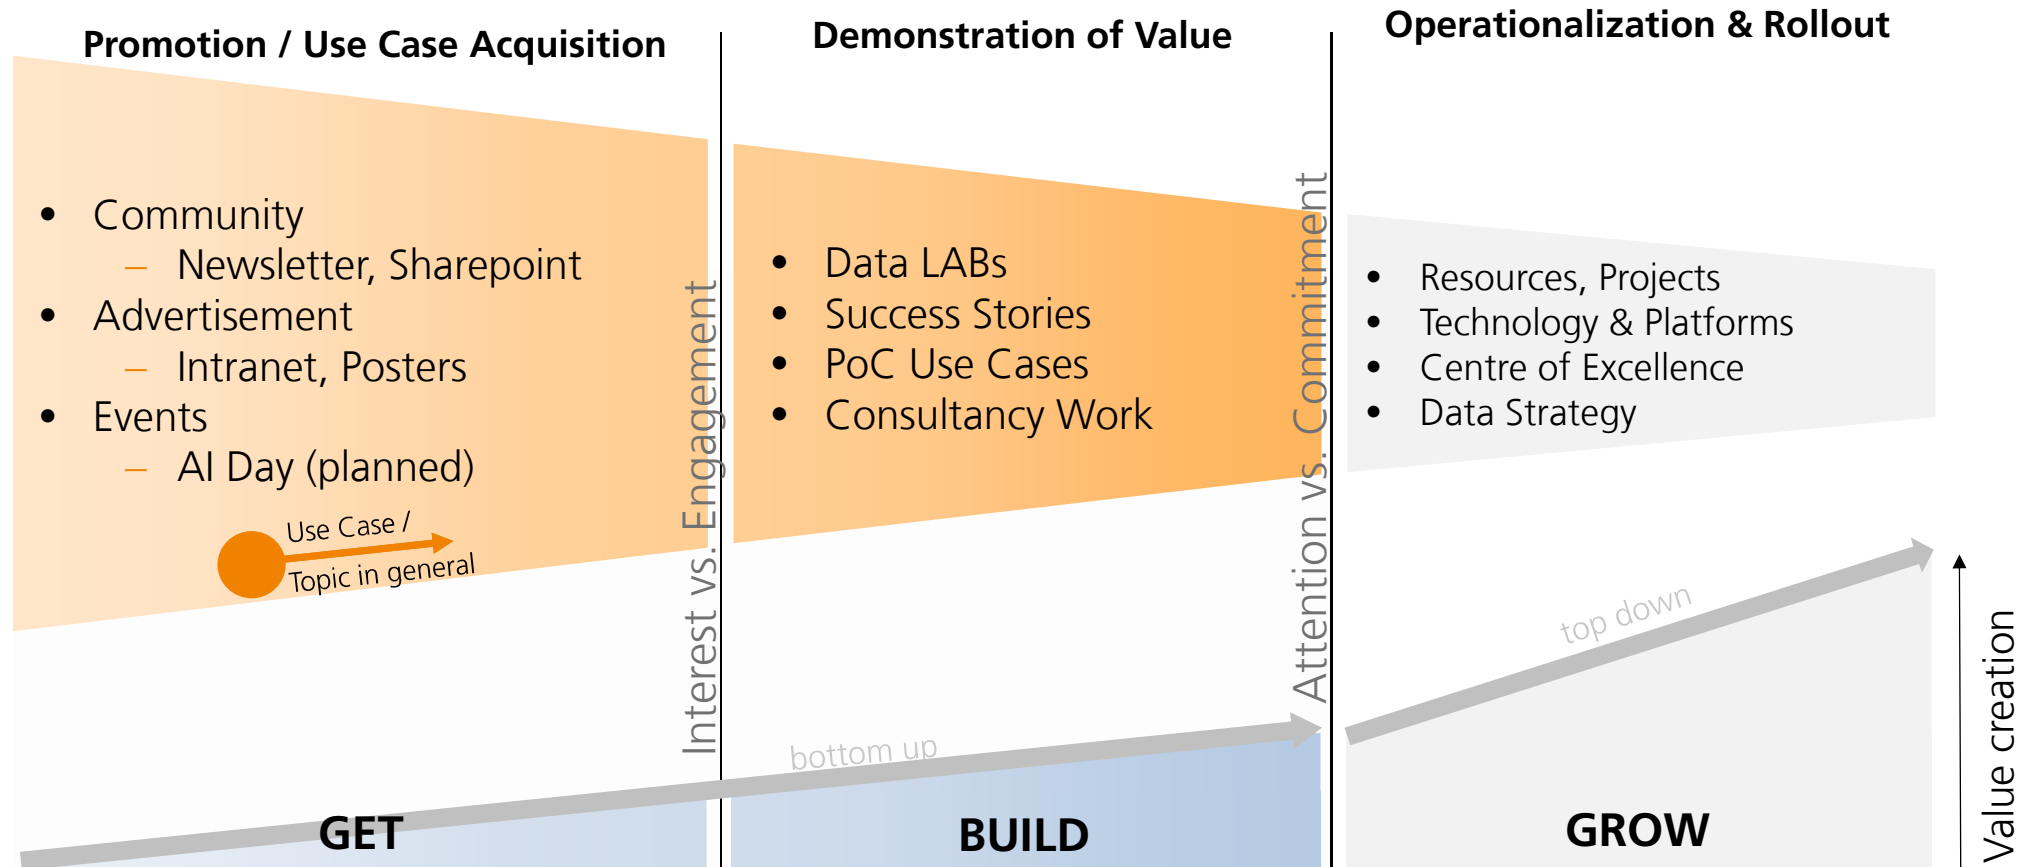 Promotion / Use Case Acquisition
Demonstration of Value
Operationalization & Rollout
• Community
– Newsletter, Sharepoint
• Advertisement
– Intranet, Posters
• Events
– AI Day (planned)
Use Case /
Topic in general
Interest vs. Engagement
• Data LABs
• Success Stories
• PoC Use Cases
• Consultancy Work
Attention vs. Commitment
• Resources, Projects
• Technology & Platforms
• Centre of Excellence
• Data Strategy
bottom up
top down
Value creation
GET
BUILD
GROW